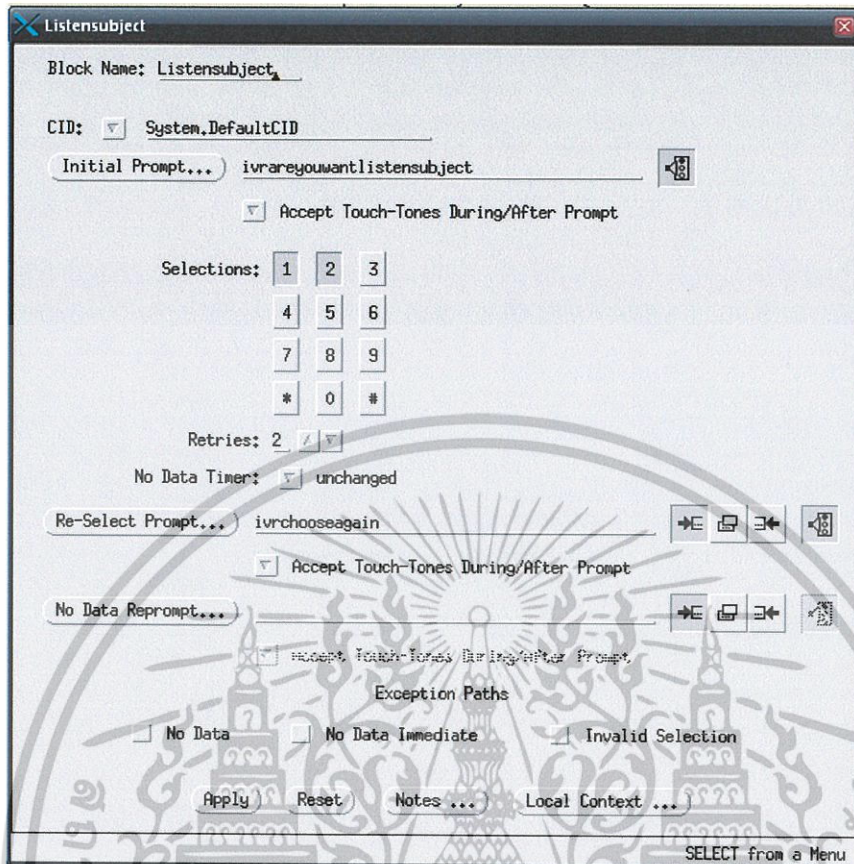 Listensubject
Block Name: Listensubject
CID: System.DefaultCID
Initial Prompt... ivrareyouwantlistensubject
Accept Touch-Tones During/After Prompt
Selections: 1 2 3
4 5 6
7 8 9
* 0 #
Retries: 2
No Data Timer: unchanged
Re-Select Prompt... ivrchooseagain
Accept Touch-Tones During/After Prompt
No Data Reprompt...
Accept Touch-Tones During/After Prompt
Exception Paths
No Data No Data Immediate Invalid Selection
Apply Reset Notes ... Local Context ...
SELECT from a Menu